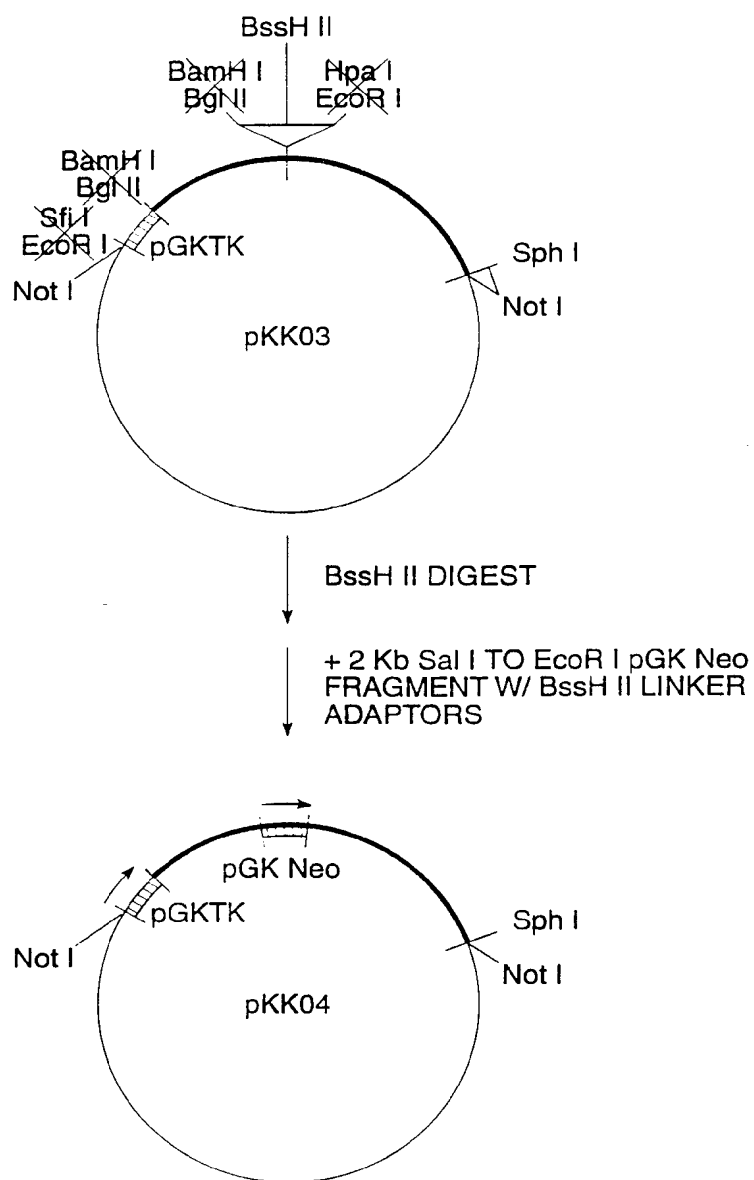 BssH II
BamH I
Bgl II
Hpa I
EcoR I
BamH I
Bgl II
Sfi I
EcoR I
pGKTK
Not I
Sph I
Not I
pKK03
BssH II DIGEST
+ 2 Kb Sal I TO EcoR I pGK Neo
FRAGMENT W/ BssH II LINKER
ADAPTORS
pGK Neo
pGKTK
Not I
Sph I
Not I
pKK04